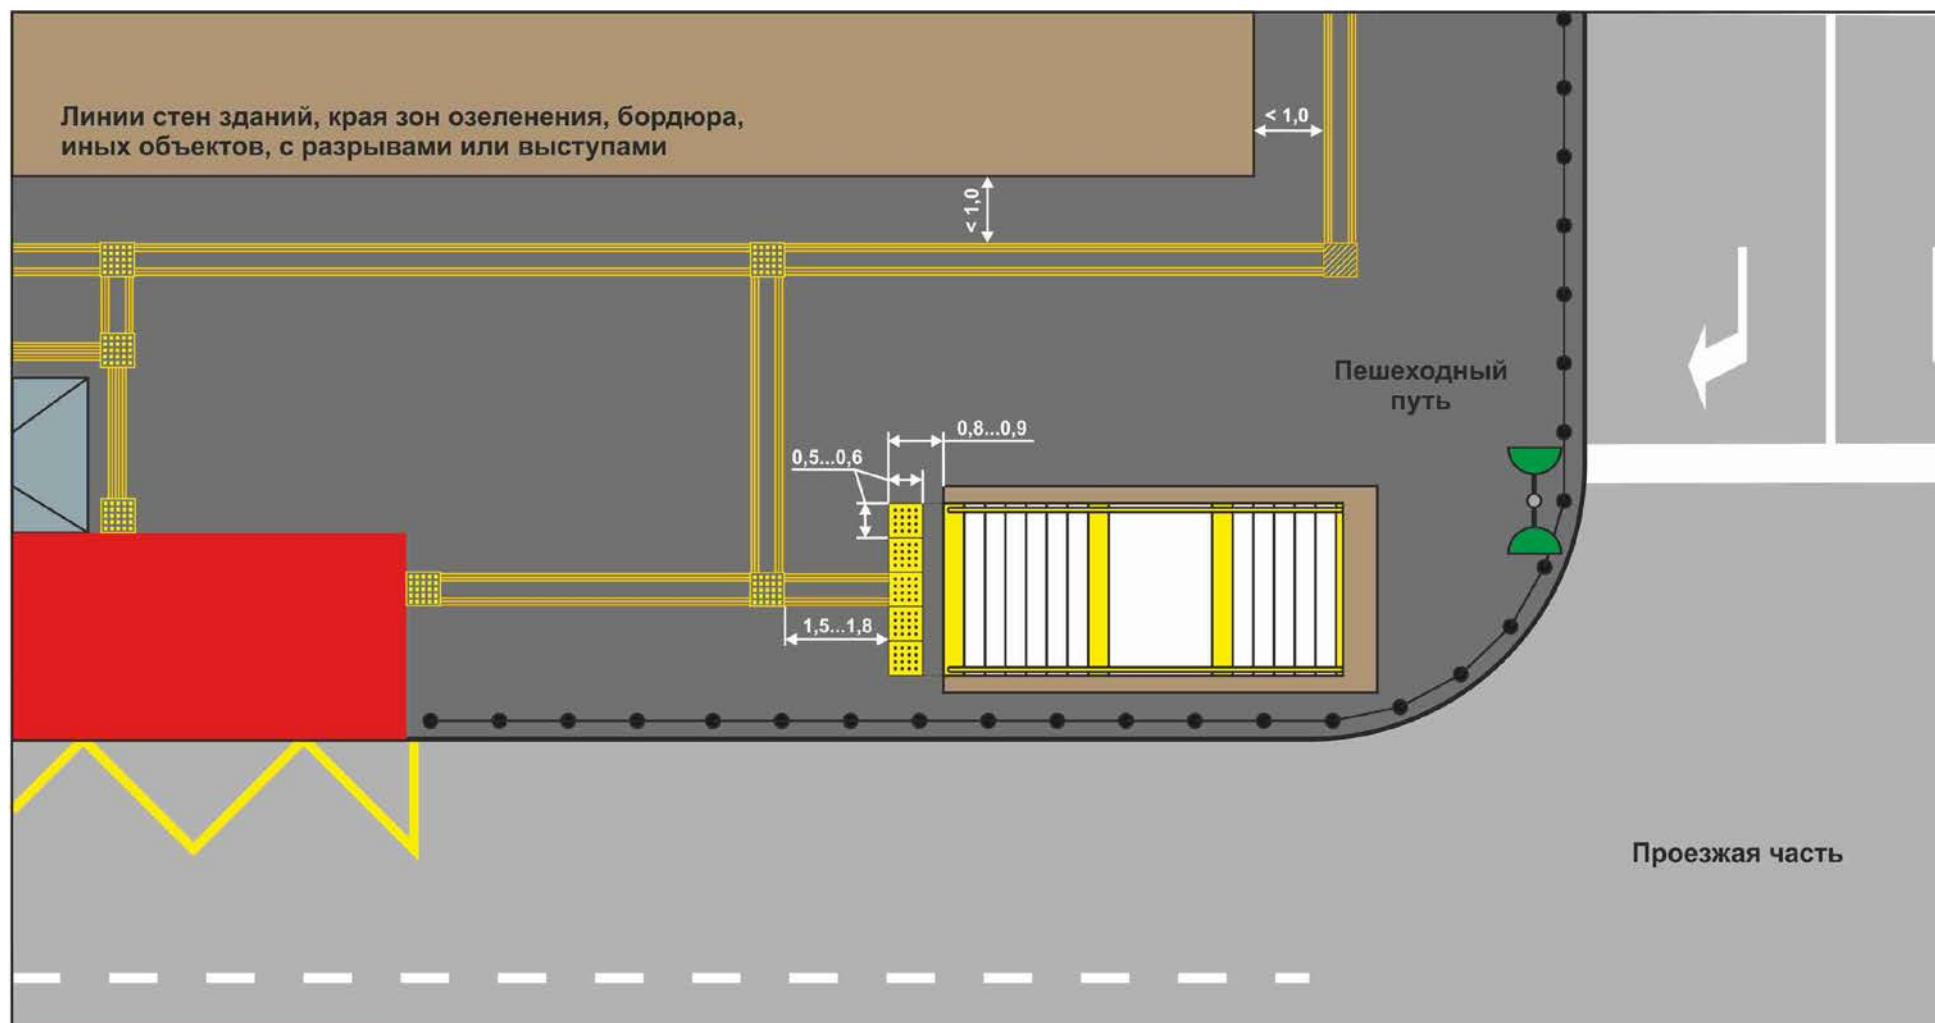 Линии стен зданий, края зон озеленения, бордюра,
иных объектов, с разрывами или выступами
< 1,0
< 1,0
Пешеходный
путь
0,8...0,9
0,5...0,6
1,5...1,8
Проезжая часть